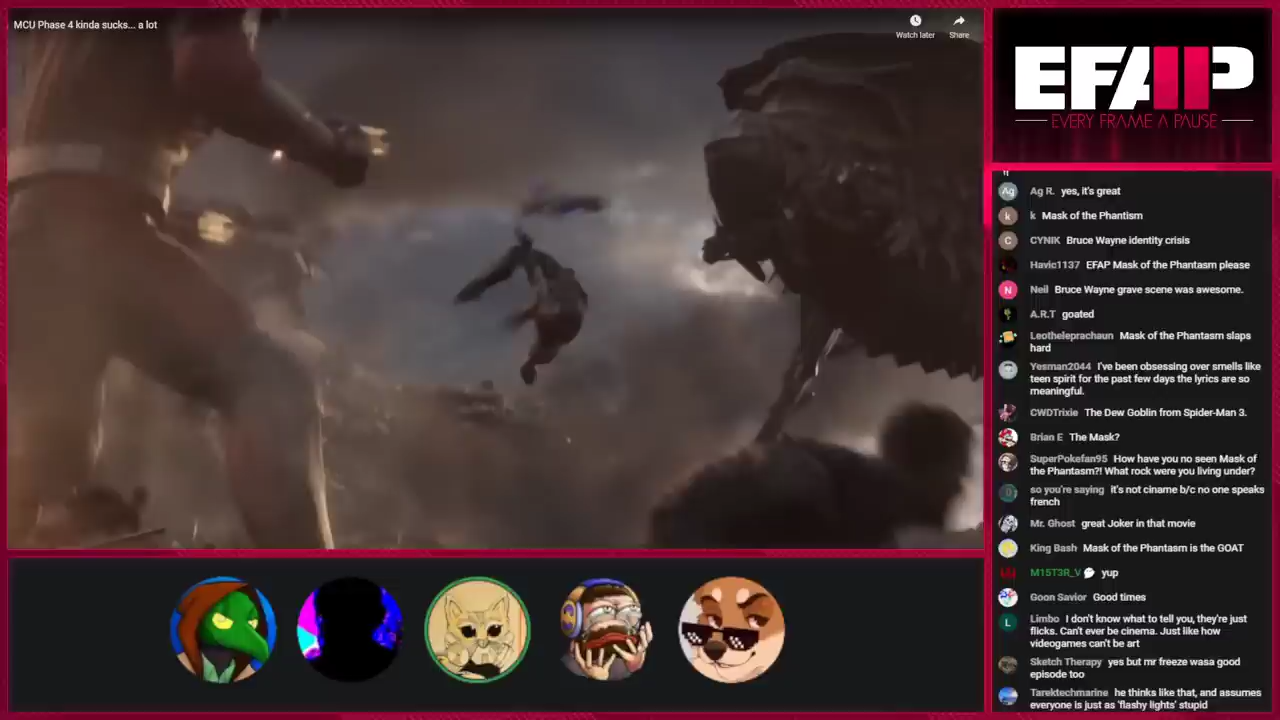 MCU Phase 4 kinda sucks... a lot
Watch later
Share
EFAP
EVERY FRAME A PAUSE
Ag R. yes, it's great
k Mask of the Phantism
CYNIK Bruce Wayne identity crisis
Havic1137 EFAP Mask of the Phantasm please
Neil Bruce Wayne grave scene was awesome.
A.R.T goated
Leotheleprachaun Mask of the Phantasm slaps
hard
Yesman2044 I've been obsessing over smells like
teen spirit for the past few days the lyrics are so
meaningful.
CWDTrixie The Dew Goblin from Spider-Man 3.
Brian E The Mask?
SuperPokefan95 How have you no seen Mask of
the Phantasm?! What rock were you living under?
so you're saying it's not ciname b/c no one speaks
french
Mr. Ghost great Joker in that movie
King Bash Mask of the Phantasm is the GOAT
M15T3R_V yup
Goon Savior Good times
Limbo I don't know what to tell you, they're just
flicks. Can't ever be cinema. Just like how
videogames can't be art
Sketch Therapy yes but mr freeze wasa good
episode too
Tarektechmarine he thinks like that, and assumes
everyone is just as 'flashy lights' stupid